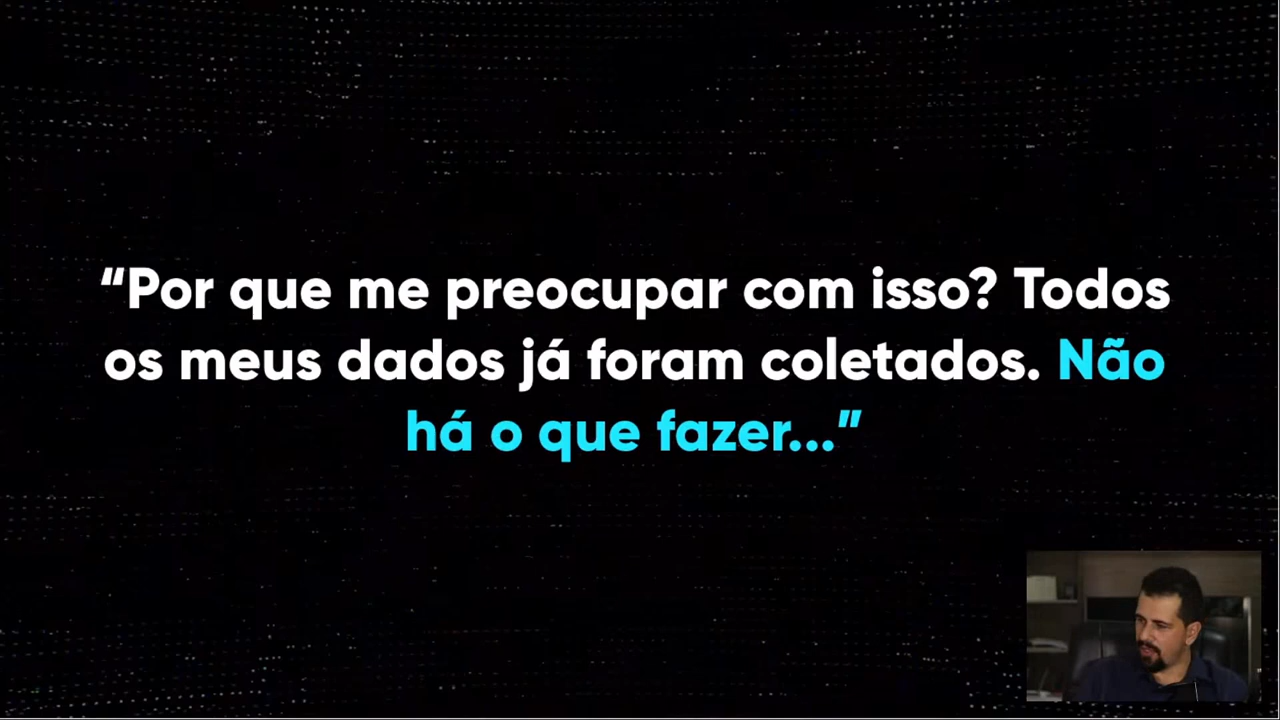 “Por que me preocupar com isso? Todos
os meus dados já foram coletados. Não
há o que fazer...”